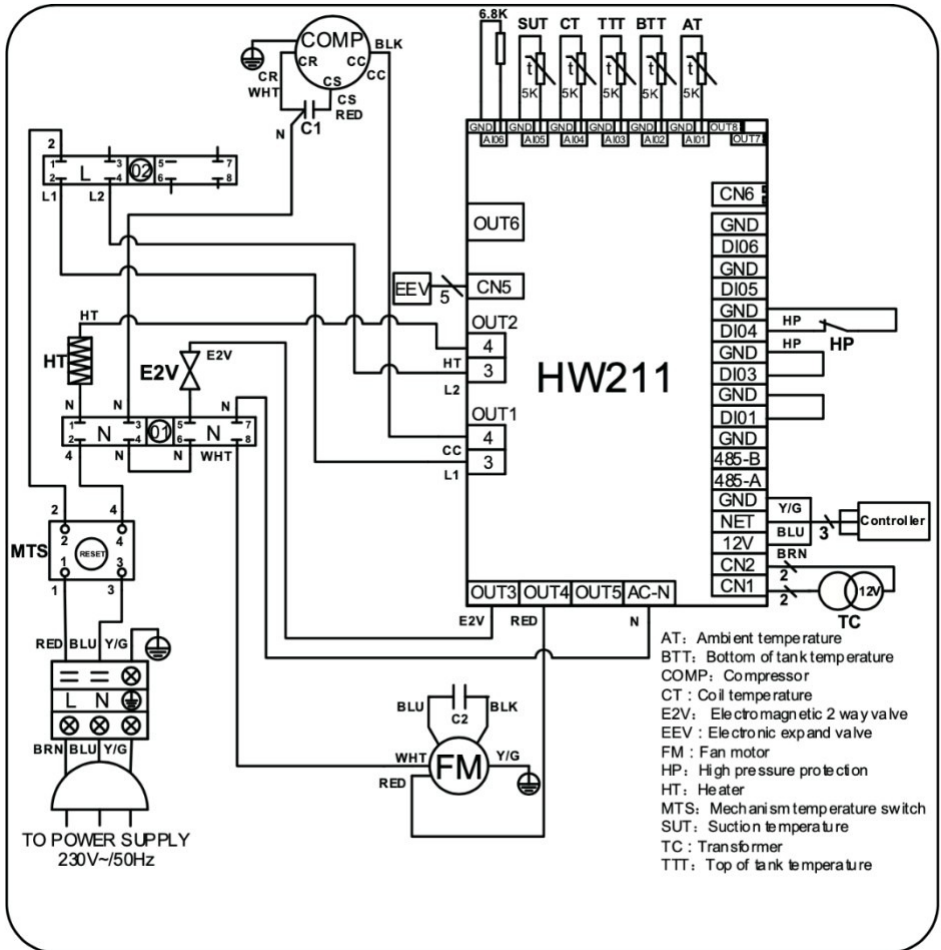 6.8K
SUT CT TTT BTT AT
t t t t t
5K 5K 5K 5K 5K
GND GND GND GND GND OUT8
AI06 AI05 AI04 AI03 AI02 AI01 OUT7
COMP
BLK
CR CC
CC
CS
CR
WHT
CS
RED
N C1
2
1 3 5 7
L 02
2 4 6 8
L1 L2
OUT6
EEV 5 CN5
OUT2
4
HT 3
L2
OUT1
4
CC 3
L1
HW211
CN6
GND
DI06
GND
DI05
GND
DI04
GND
DI03
GND
DI01
GND
485-B
485-A
GND
NET
12V
CN2
CN1
HP
HP
HP
Y/G
BLU
BRN
3
Controller
2
2
12V
TC
HT
HT
E2V
E2V
N N N
1 3 5 7
N 01 N
2 4 6 8
4 N N WHT
2 4
2 4
MTS RESET
1 3
1 3
RED BLU Y/G
L N
BRN BLU Y/G
TO POWER SUPPLY
230V~/50Hz
OUT3 OUT4 OUT5 AC-N
E2V RED N
BLU C2 BLK
WHT FM Y/G
RED
AT: Ambient temperature
BTT: Bottom of tank temperature
COMP: Compressor
CT : Coil temperature
E2V: Electromagnetic 2 way valve
EEV : Electronic expand valve
FM : Fan motor
HP: High pressure protection
HT: Heater
MTS: Mechanism temperature switch
SUT: Suction temperature
TC : Transformer
TTT: Top of tank temperature